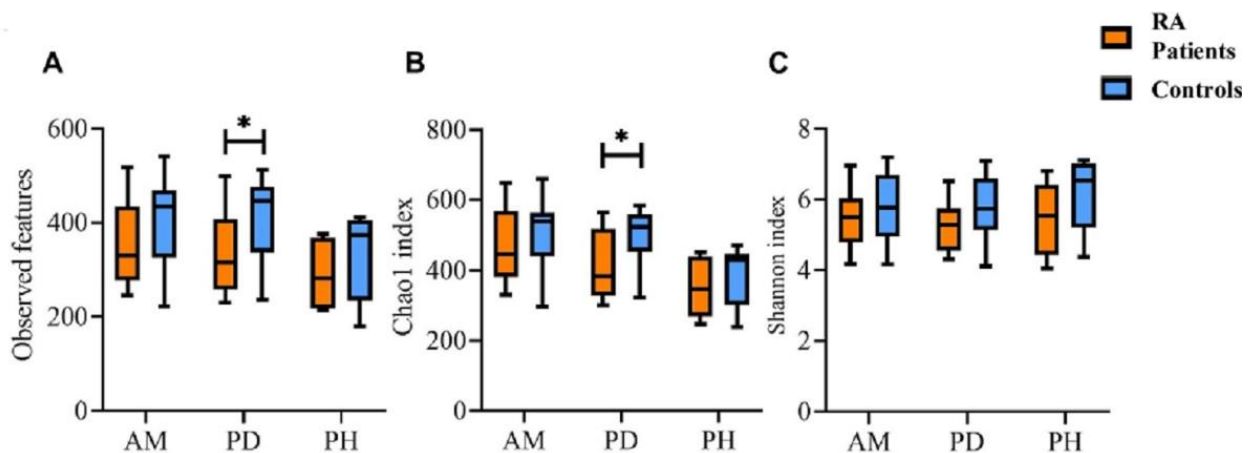 RA
Patients
Controls
A
B
C
Observed features
600
400
200
0
*
AM PD PH
Chao1 index
800
600
400
200
0
*
AM PD PH
Shannon index
8
6
4
2
0
AM PD PH